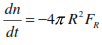 dn/dt = −4π R² F_R